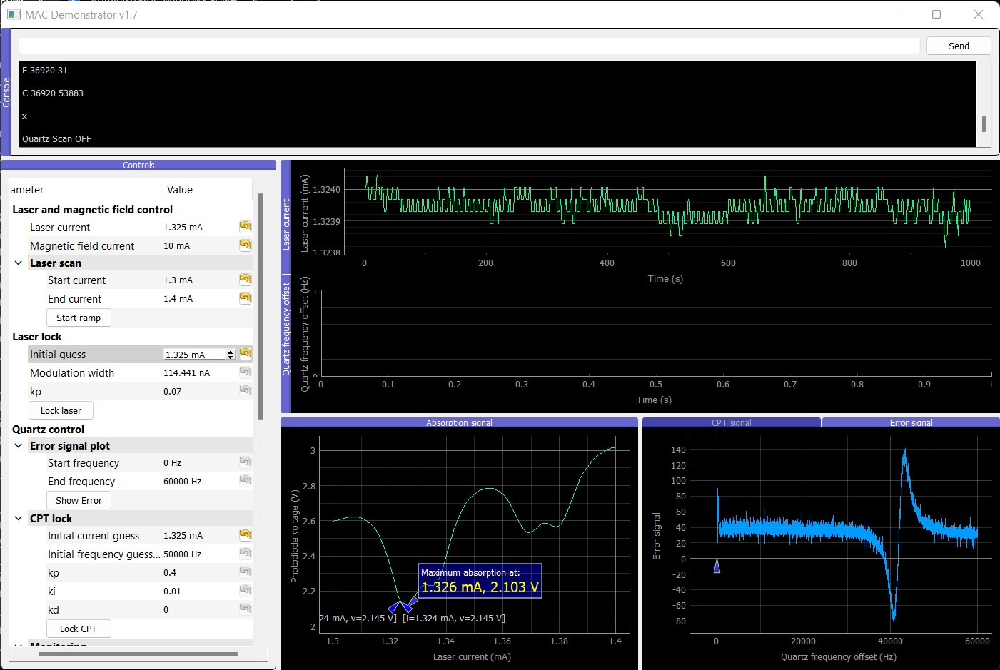 MAC Demonstrator v1.7
Console
Send
E 36920 31
C 36920 53883
x
Quartz Scan OFF
Controls
rameter Value
Laser and magnetic field control
Laser current 1.325 mA
Magnetic field current 10 mA
Laser scan
Start current 1.3 mA
End current 1.4 mA
Start ramp
Laser lock
Initial guess 1.325 mA
Modulation width 114.441 nA
kp 0.07
Lock laser
Quartz control
Error signal plot
Start frequency 0 Hz
End frequency 60000 Hz
Show Error
CPT lock
Initial current guess 1.325 mA
Initial frequency guess... 50000 Hz
kp 0.4
ki 0.01
kd 0
Lock CPT
Monitoring
Laser current
Laser current (mA)
1.3240
1.3239
1.3238
0 200 400 600 800 1000
Time (s)
Quartz frequency offset
Quartz frequency offset (Hz)
1
0
0 0.1 0.2 0.3 0.4 0.5 0.6 0.7 0.8 0.9 1
Time (s)
Absorption signal
Photodiode voltage (V)
3
2.8
2.6
2.4
2.2
2
Maximum absorption at:
1.326 mA, 2.103 V
24 mA, v=2.145 V] [i=1.324 mA, v=2.145 V]
1.3 1.32 1.34 1.36 1.38 1.4
Laser current (mA)
CPT signal Error signal
Error signal
140
120
100
80
60
40
20
0
-20
-40
-60
-80
0 20000 40000 60000
Quartz frequency offset (Hz)